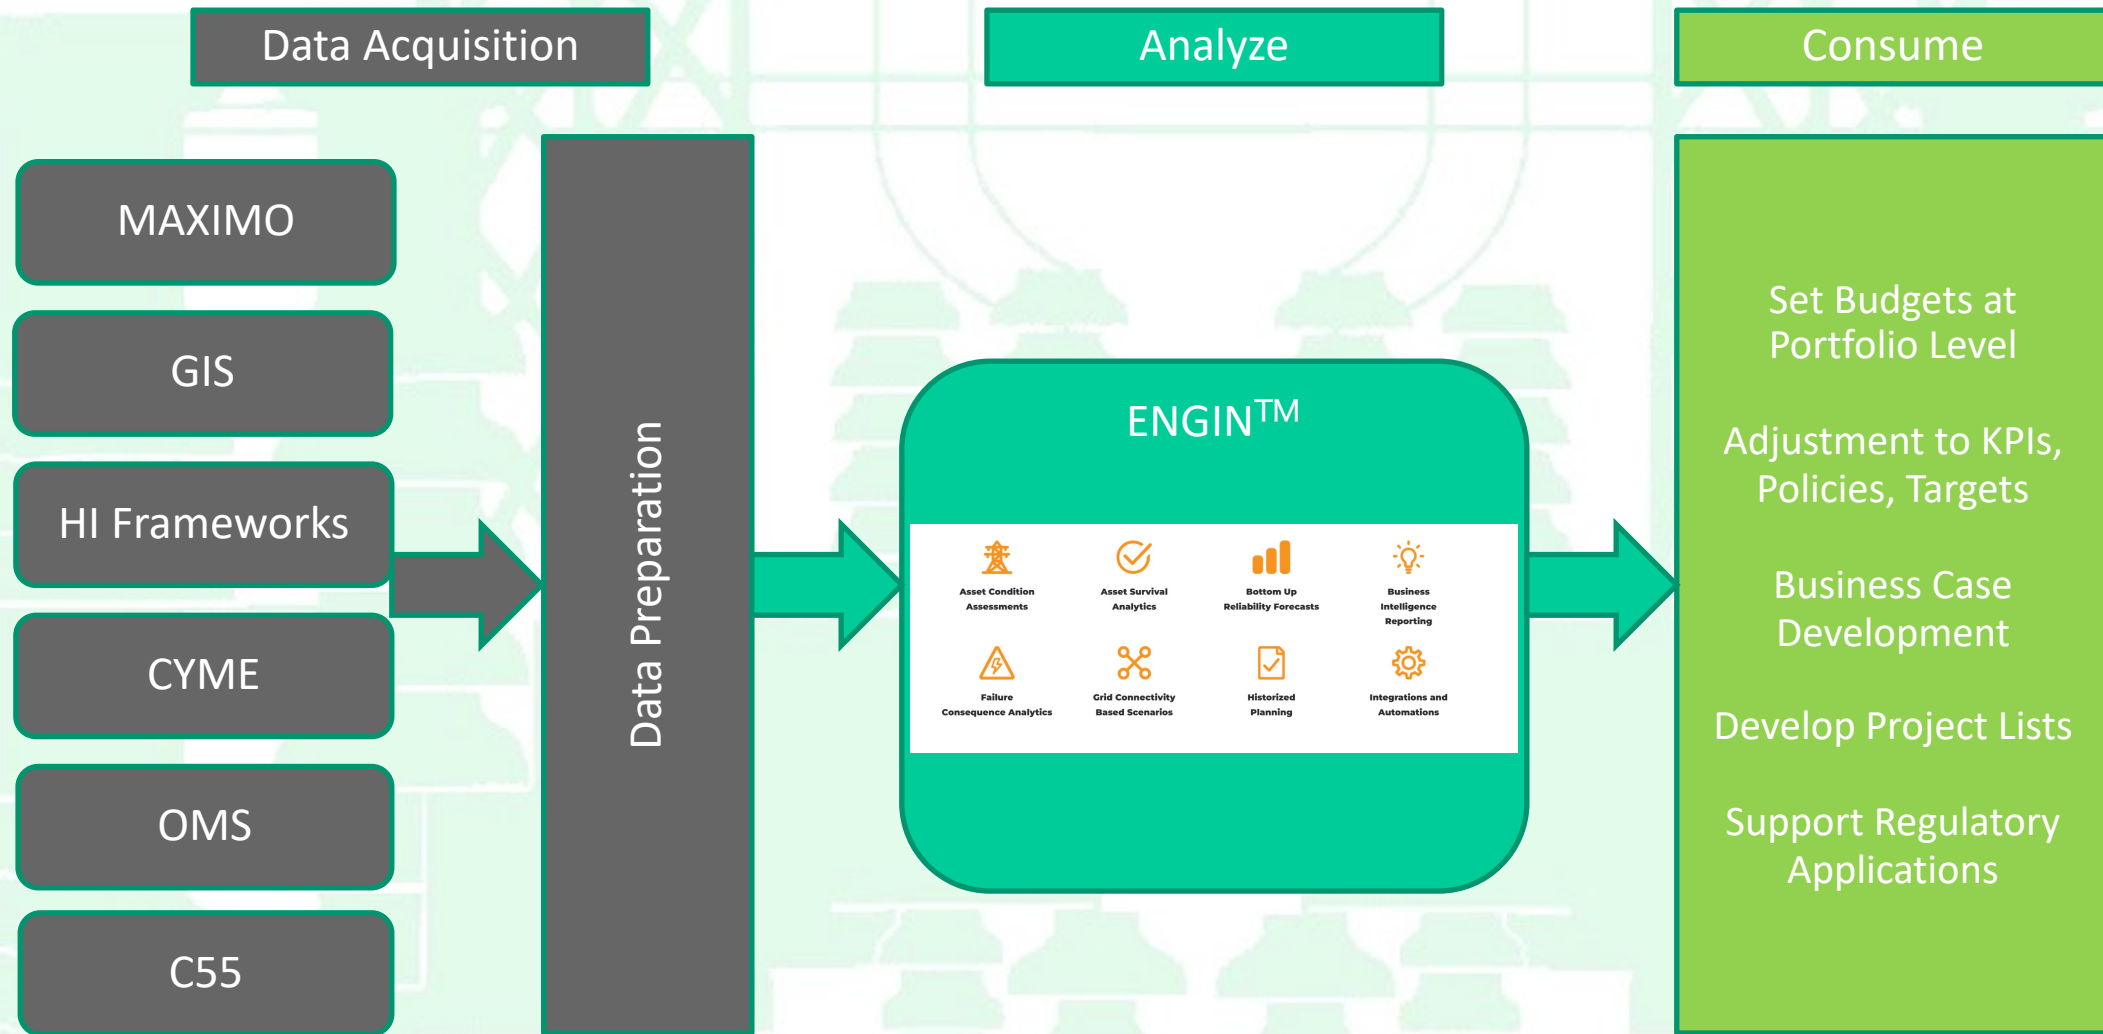 Data Acquisition
Analyze
Consume
MAXIMO
GIS
HI Frameworks
CYME
OMS
C55
Data Preparation
ENGIN™
Asset Condition
Assessments
Asset Survival
Analytics
Bottom Up
Reliability Forecasts
Business
Intelligence
Reporting
Failure
Consequence Analytics
Grid Connectivity
Based Scenarios
Historized
Planning
Integrations and
Automations
Set Budgets at
Portfolio Level
Adjustment to KPIs,
Policies, Targets
Business Case
Development
Develop Project Lists
Support Regulatory
Applications